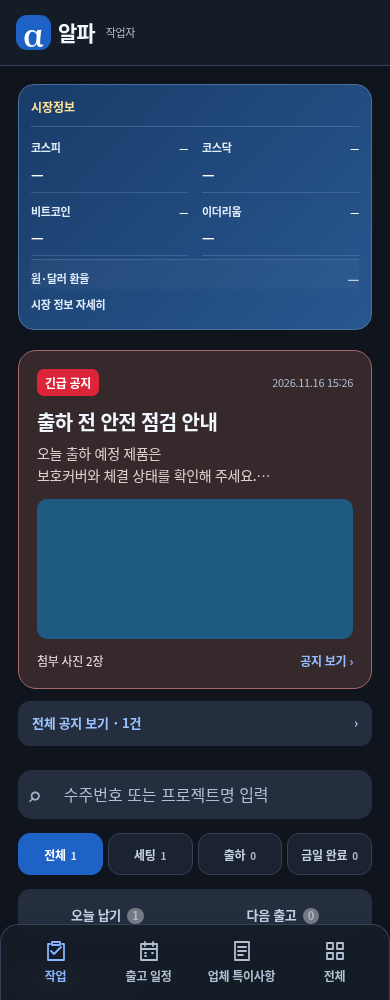 α 알파 작업자
시장정보
코스피 — 코스닥 —
— —
비트코인 — 이더리움 —
— —
원·달러 환율 —
시장 정보 자세히
긴급 공지 2026.11.16 15:26
출하 전 안전 점검 안내
오늘 출하 예정 제품은
보호커버와 체결 상태를 확인해 주세요.…
첨부 사진 2장 공지 보기 ›
전체 공지 보기 · 1건 ›
수주번호 또는 프로젝트명 입력
전체 1 세팅 1 출하 0 금일 완료 0
오늘 납기 1 다음 출고 0
작업 출고 일정 업체 특이사항 전체